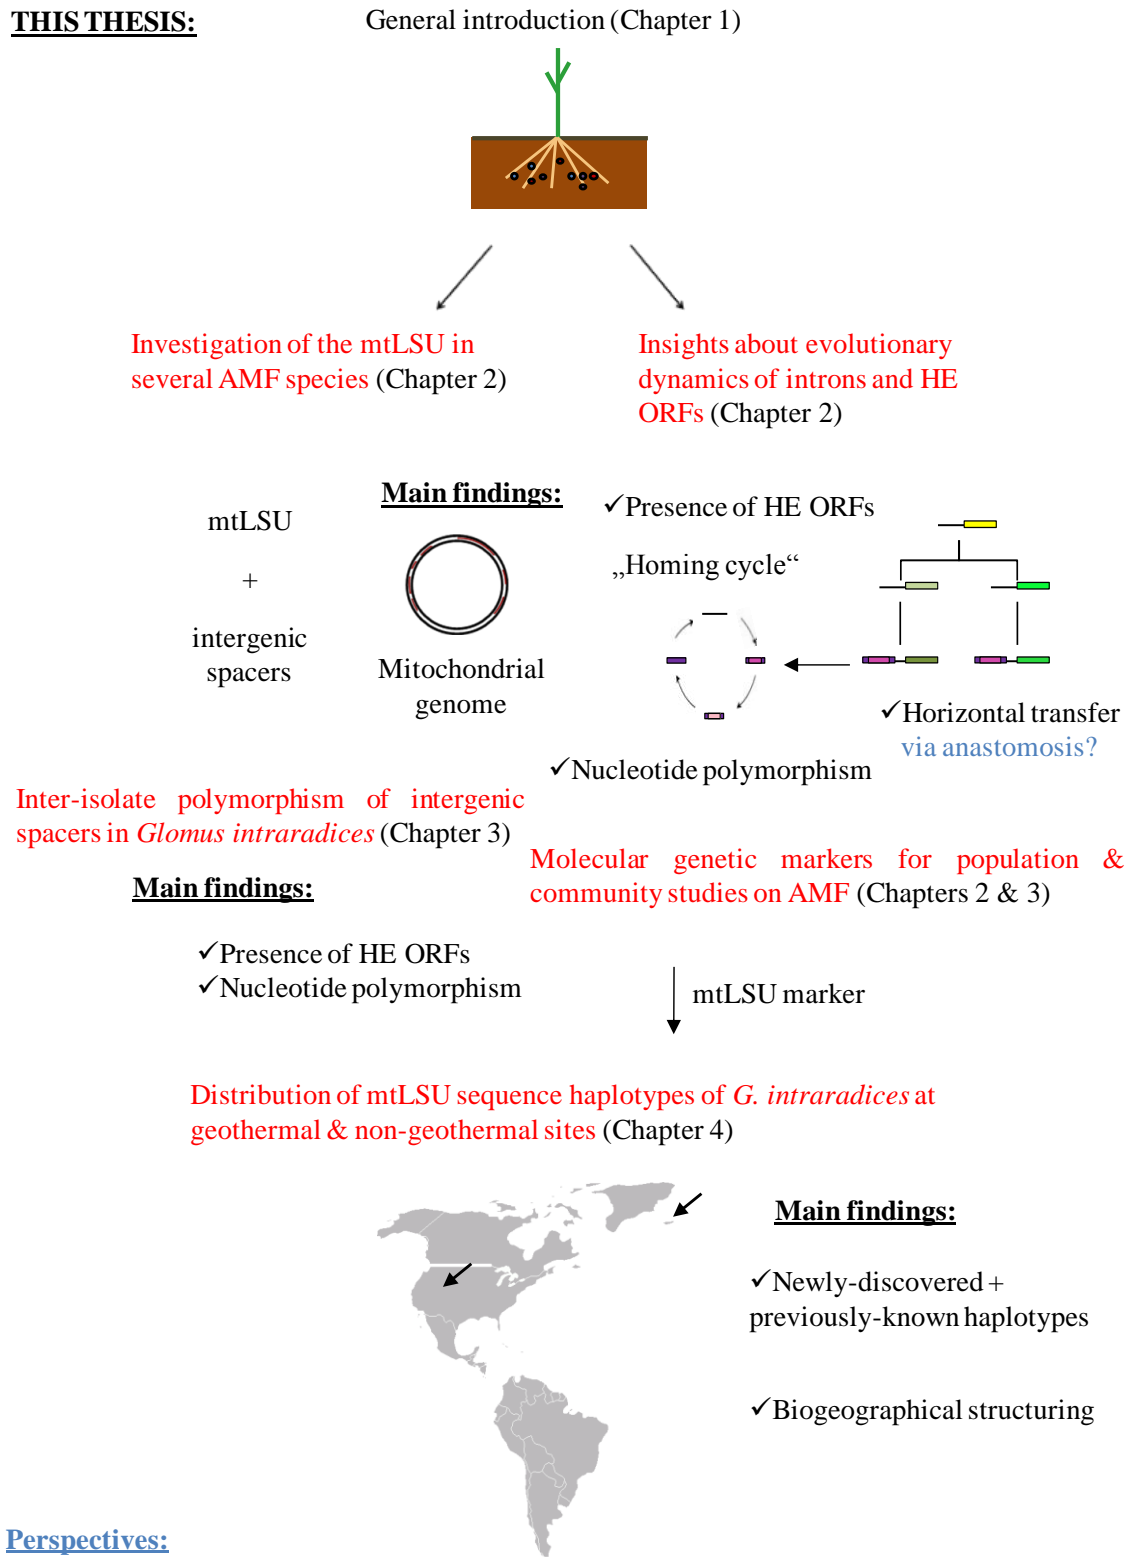 THIS THESIS:
General introduction (Chapter 1)
Investigation of the mtLSU in
several AMF species (Chapter 2)
Insights about evolutionary
dynamics of introns and HE
ORFs (Chapter 2)
Main findings:
mtLSU
+
intergenic
spacers
Mitochondrial
genome
✓Presence of HE ORFs
„Homing cycle“
✓Horizontal transfer
via anastomosis?
✓Nucleotide polymorphism
Inter-isolate polymorphism of intergenic
spacers in Glomus intraradices (Chapter 3)
Molecular genetic markers for population &
community studies on AMF (Chapters 2 & 3)
Main findings:
✓Presence of HE ORFs
✓Nucleotide polymorphism
mtLSU marker
Distribution of mtLSU sequence haplotypes of G. intraradices at
geothermal & non-geothermal sites (Chapter 4)
Main findings:
✓Newly-discovered +
previously-known haplotypes
✓Biogeographical structuring
Perspectives: